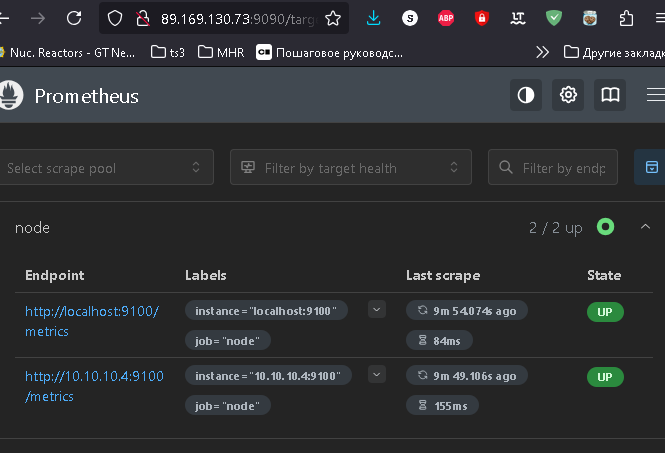 89.169.130.73:9090/targ
S
ABP
Nuc. Reactors - GT Ne...
ts3
MHR
Пошаговое руководс...
Другие заклад
Prometheus
Select scrape pool
Filter by target health
Filter by endp
node
2 / 2 up
Endpoint
Labels
Last scrape
State
http://localhost:9100/
metrics
instance="localhost:9100"
job="node"
9m 54.074s ago
84ms
UP
http://10.10.10.4:9100
/metrics
instance="10.10.10.4:9100"
job="node"
9m 49.106s ago
155ms
UP